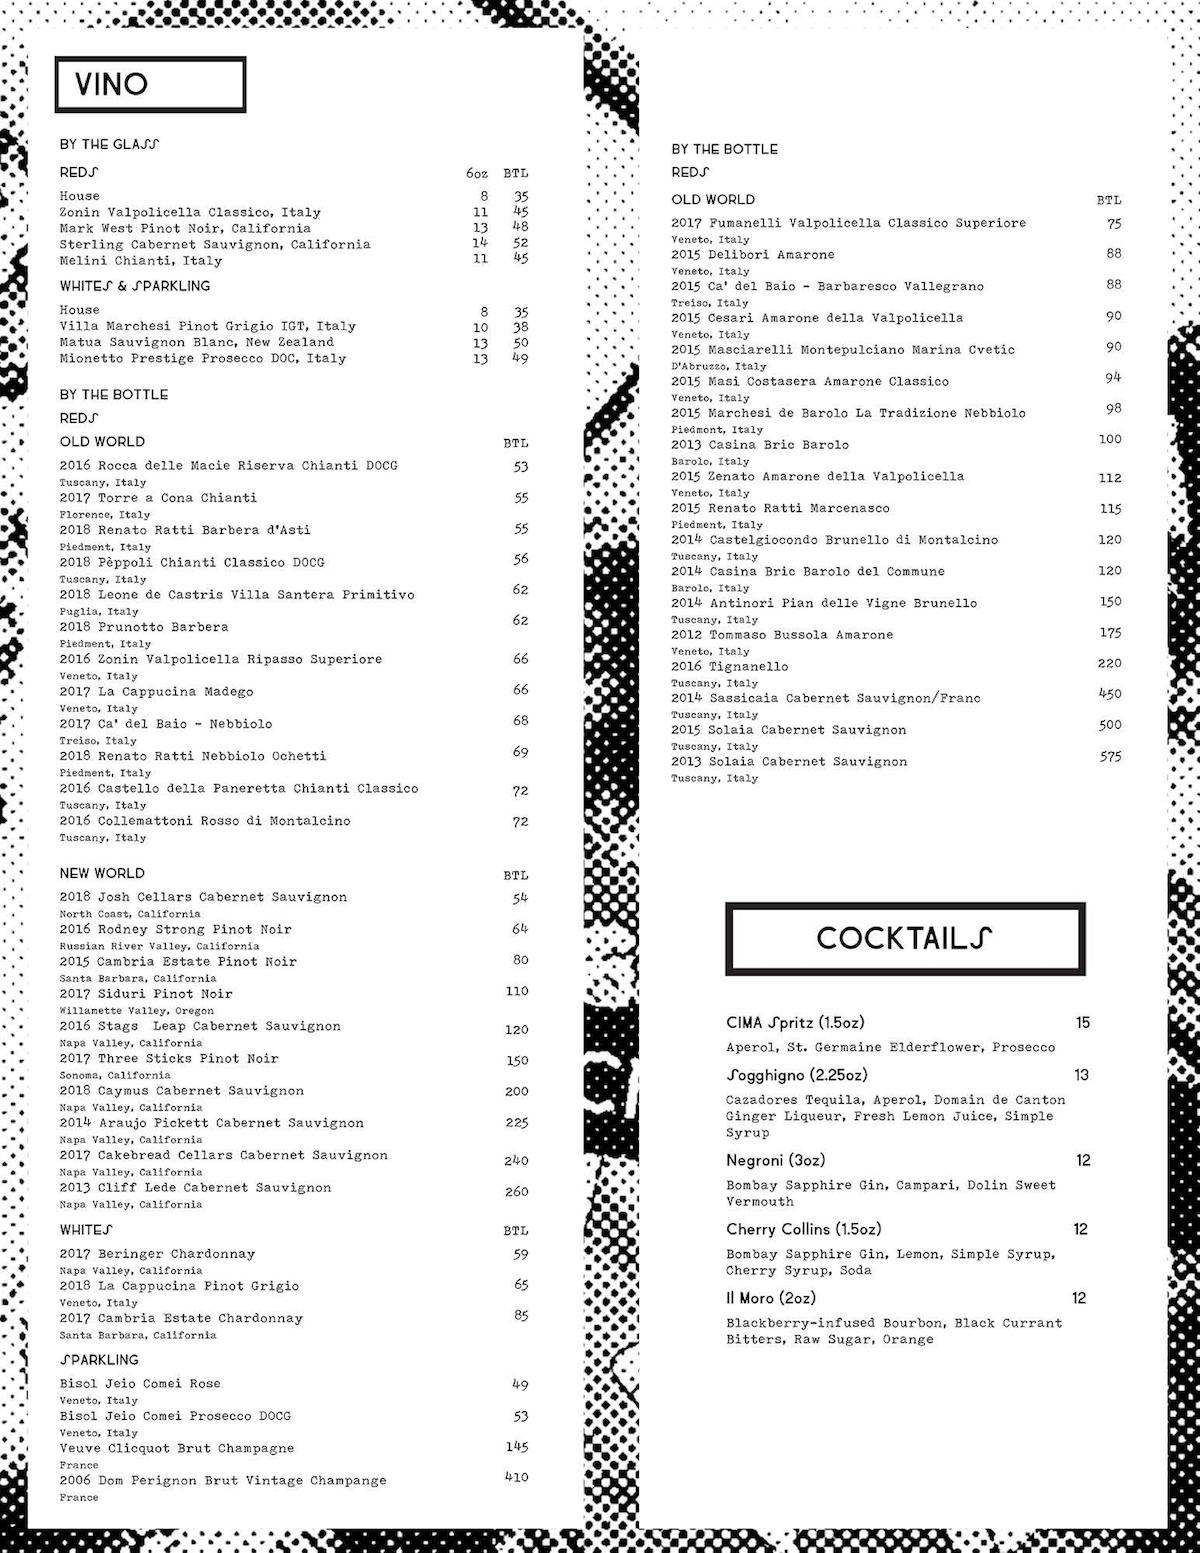 VINO
BY THE GLASS
REDS 6oz BTL
House 8 35
Zonin Valpolicella Classico, Italy 11 45
Mark West Pinot Noir, California 13 48
Sterling Cabernet Sauvignon, California 14 52
Melini Chianti, Italy 11 45
WHITES & SPARKLING
House 8 35
Villa Marchesi Pinot Grigio IGT, Italy 10 38
Matua Sauvignon Blanc, New Zealand 13 50
Mionetto Prestige Prosecco DOC, Italy 13 49
BY THE BOTTLE
REDS
OLD WORLD BTL
2016 Rocca delle Macie Riserva Chianti DOCG 53
Tuscany, Italy
2017 Torre a Cona Chianti 55
Florence, Italy
2018 Renato Ratti Barbera d'Asti 55
Piedment, Italy
2018 Pèppoli Chianti Classico DOCG 56
Tuscany, Italy
2018 Leone de Castris Villa Santera Primitivo 62
Puglia, Italy
2018 Prunotto Barbera 62
Piedment, Italy
2016 Zonin Valpolicella Ripasso Superiore 66
Veneto, Italy
2017 La Cappucina Madego 66
Veneto, Italy
2017 Ca' del Baio - Nebbiolo 68
Treiso, Italy
2018 Renato Ratti Nebbiolo Ochetti 69
Piedment, Italy
2016 Castello della Paneretta Chianti Classico 72
Tuscany, Italy
2016 Collemattoni Rosso di Montalcino 72
Tuscany, Italy
NEW WORLD BTL
2018 Josh Cellars Cabernet Sauvignon 54
North Coast, California
2016 Rodney Strong Pinot Noir 64
Russian River Valley, California
2015 Cambria Estate Pinot Noir 80
Santa Barbara, California
2017 Siduri Pinot Noir 110
Willamette Valley, Oregon
2016 Stags Leap Cabernet Sauvignon 120
Napa Valley, California
2017 Three Sticks Pinot Noir 150
Sonoma, California
2018 Caymus Cabernet Sauvignon 200
Napa Valley, California
2014 Araujo Pickett Cabernet Sauvignon 225
Napa Valley, California
2017 Cakebread Cellars Cabernet Sauvignon 240
Napa Valley, California
2013 Cliff Lede Cabernet Sauvignon 260
Napa Valley, California
WHITES BTL
2017 Beringer Chardonnay 59
Napa Valley, California
2018 La Cappucina Pinot Grigio 65
Veneto, Italy
2017 Cambria Estate Chardonnay 85
Santa Barbara, California
SPARKLING
Bisol Jeio Comei Rose 49
Veneto, Italy
Bisol Jeio Comei Prosecco DOCG 53
Veneto, Italy
Veuve Clicquot Brut Champagne 145
France
2006 Dom Perignon Brut Vintage Champange 410
France
BY THE BOTTLE
REDS
OLD WORLD BTL
2017 Fumanelli Valpolicella Classico Superiore 75
Veneto, Italy
2015 Delibori Amarone 88
Veneto, Italy
2015 Ca' del Baio - Barbaresco Vallegrano 88
Treiso, Italy
2015 Cesari Amarone della Valpolicella 90
Veneto, Italy
2015 Masciarelli Montepulciano Marina Cvetic 90
D'Abruzzo, Italy
2015 Masi Costasera Amarone Classico 94
Veneto, Italy
2015 Marchesi de Barolo La Tradizione Nebbiolo 98
Piedmont, Italy
2013 Casina Bric Barolo 100
Barolo, Italy
2015 Zenato Amarone della Valpolicella 112
Veneto, Italy
2015 Renato Ratti Marcenasco 115
Piedment, Italy
2014 Castelgiocondo Brunello di Montalcino 120
Tuscany, Italy
2014 Casina Bric Barolo del Commune 120
Barolo, Italy
2014 Antinori Pian delle Vigne Brunello 150
Tuscany, Italy
2012 Tommaso Bussola Amarone 175
Veneto, Italy
2016 Tignanello 220
Tuscany, Italy
2014 Sassicaia Cabernet Sauvignon/Franc 450
Tuscany, Italy
2015 Solaia Cabernet Sauvignon 500
Tuscany, Italy
2013 Solaia Cabernet Sauvignon 575
Tuscany, Italy
COCKTAILS
CIMA Spritz (1.5oz) 15
Aperol, St. Germaine Elderflower, Prosecco
Sogghigno (2.25oz) 13
Cazadores Tequila, Aperol, Domain de Canton
Ginger Liqueur, Fresh Lemon Juice, Simple
Syrup
Negroni (3oz) 12
Bombay Sapphire Gin, Campari, Dolin Sweet
Vermouth
Cherry Collins (1.5oz) 12
Bombay Sapphire Gin, Lemon, Simple Syrup,
Cherry Syrup, Soda
Il Moro (2oz) 12
Blackberry-infused Bourbon, Black Currant
Bitters, Raw Sugar, Orange